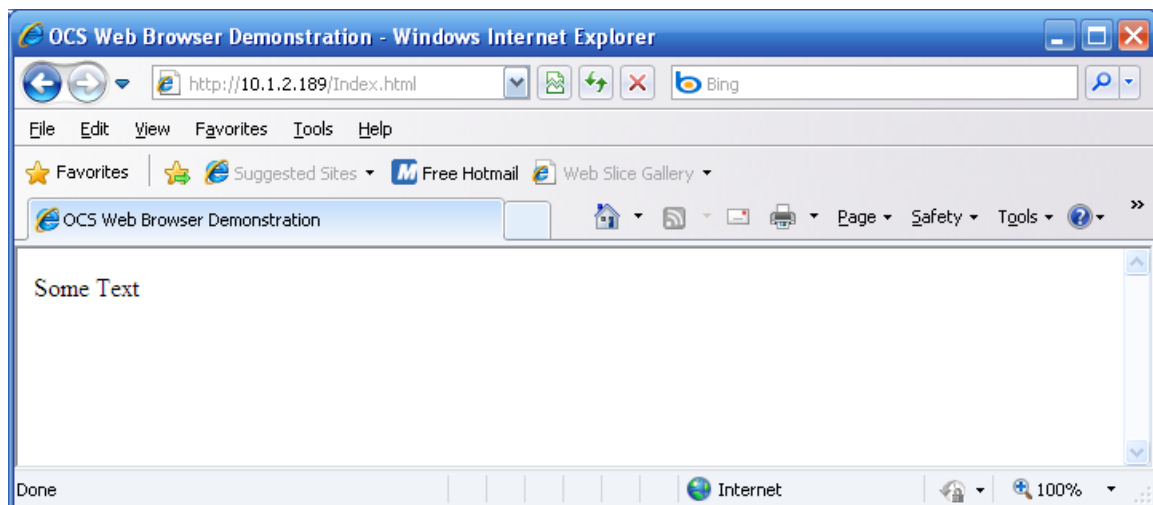 OCS Web Browser Demonstration - Windows Internet Explorer
http://10.1.2.189/Index.html Bing
File Edit View Favorites Tools Help
Favorites Suggested Sites Free Hotmail Web Slice Gallery
OCS Web Browser Demonstration Page Safety Tools »
Some Text
Done Internet 100%